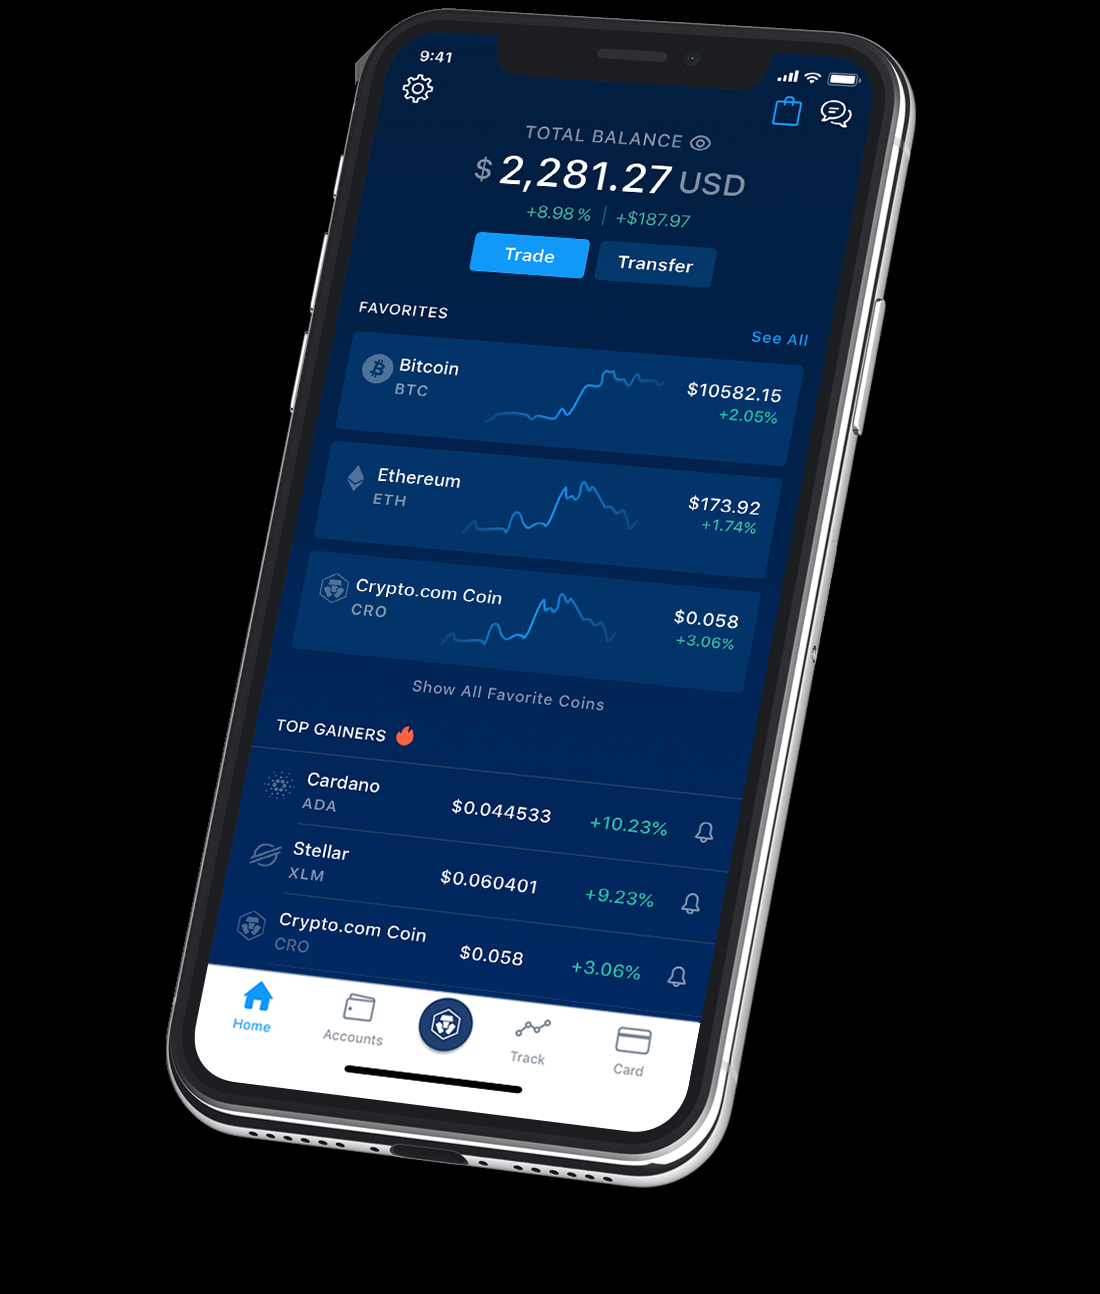 9:41
TOTAL BALANCE
$ 2,281.27 USD
+8.98% | +$187.97
Trade Transfer
FAVORITES See All
Bitcoin
BTC
$10582.15
+2.05%
Ethereum
ETH
$173.92
+1.74%
Crypto.com Coin
CRO
$0.058
+3.06%
Show All Favorite Coins
TOP GAINERS
Cardano
ADA
$0.044533 +10.23%
Stellar
XLM
$0.060401 +9.23%
Crypto.com Coin
CRO
$0.058 +3.06%
Home Accounts Track Card